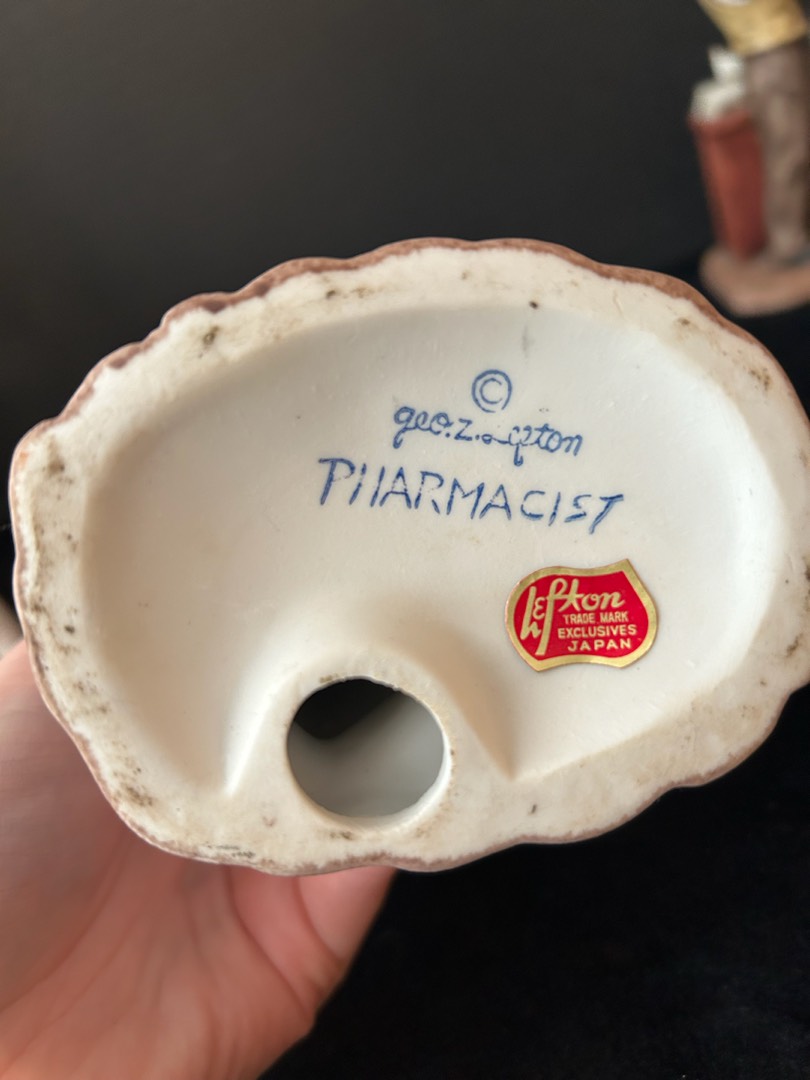 ©
geo.z.Lefton
PHARMACIST
Lefton
TRADE MARK
EXCLUSIVES
JAPAN